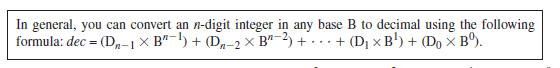 In general, you can convert an n-digit integer in any base B to decimal using the following
formula: dec = (Dₙ₋₁ × Bⁿ⁻¹) + (Dₙ₋₂ × Bⁿ⁻²) + · · · + (D₁ × B¹) + (D₀ × B⁰).